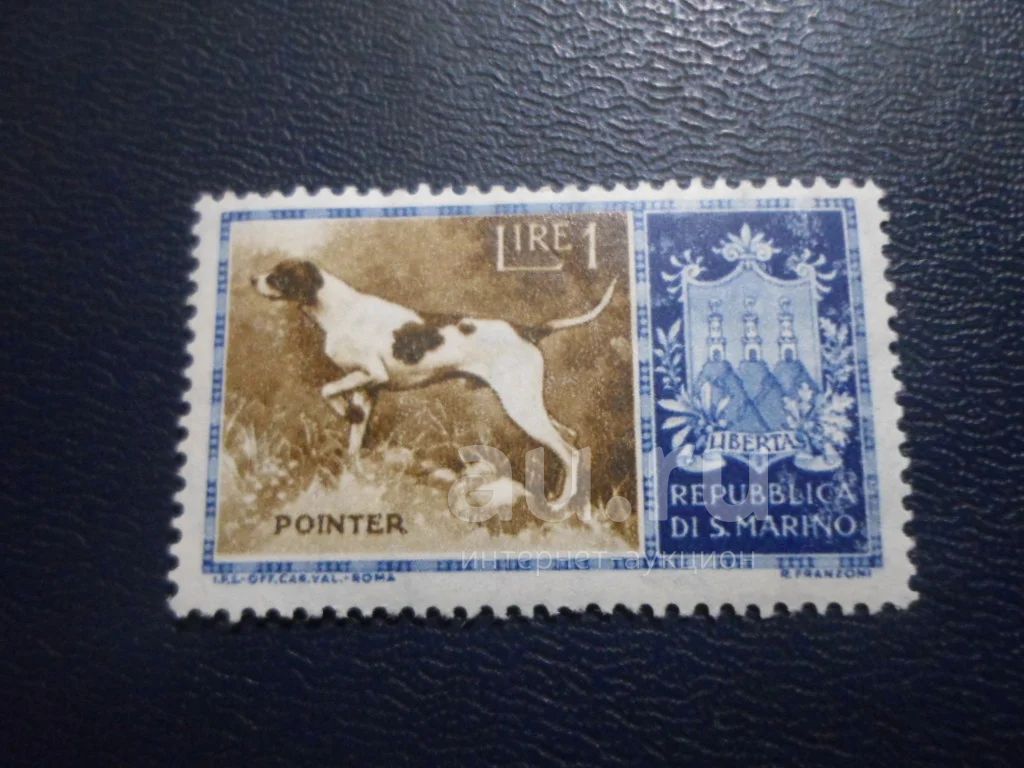 LIRE 1
POINTER
LIBERTAS
REPUBBLICA
DI S. MARINO
I.P.S.-OFF.CAR.VAL.-ROMA
R. FRANZONI
au.ru
интернет-аукцион